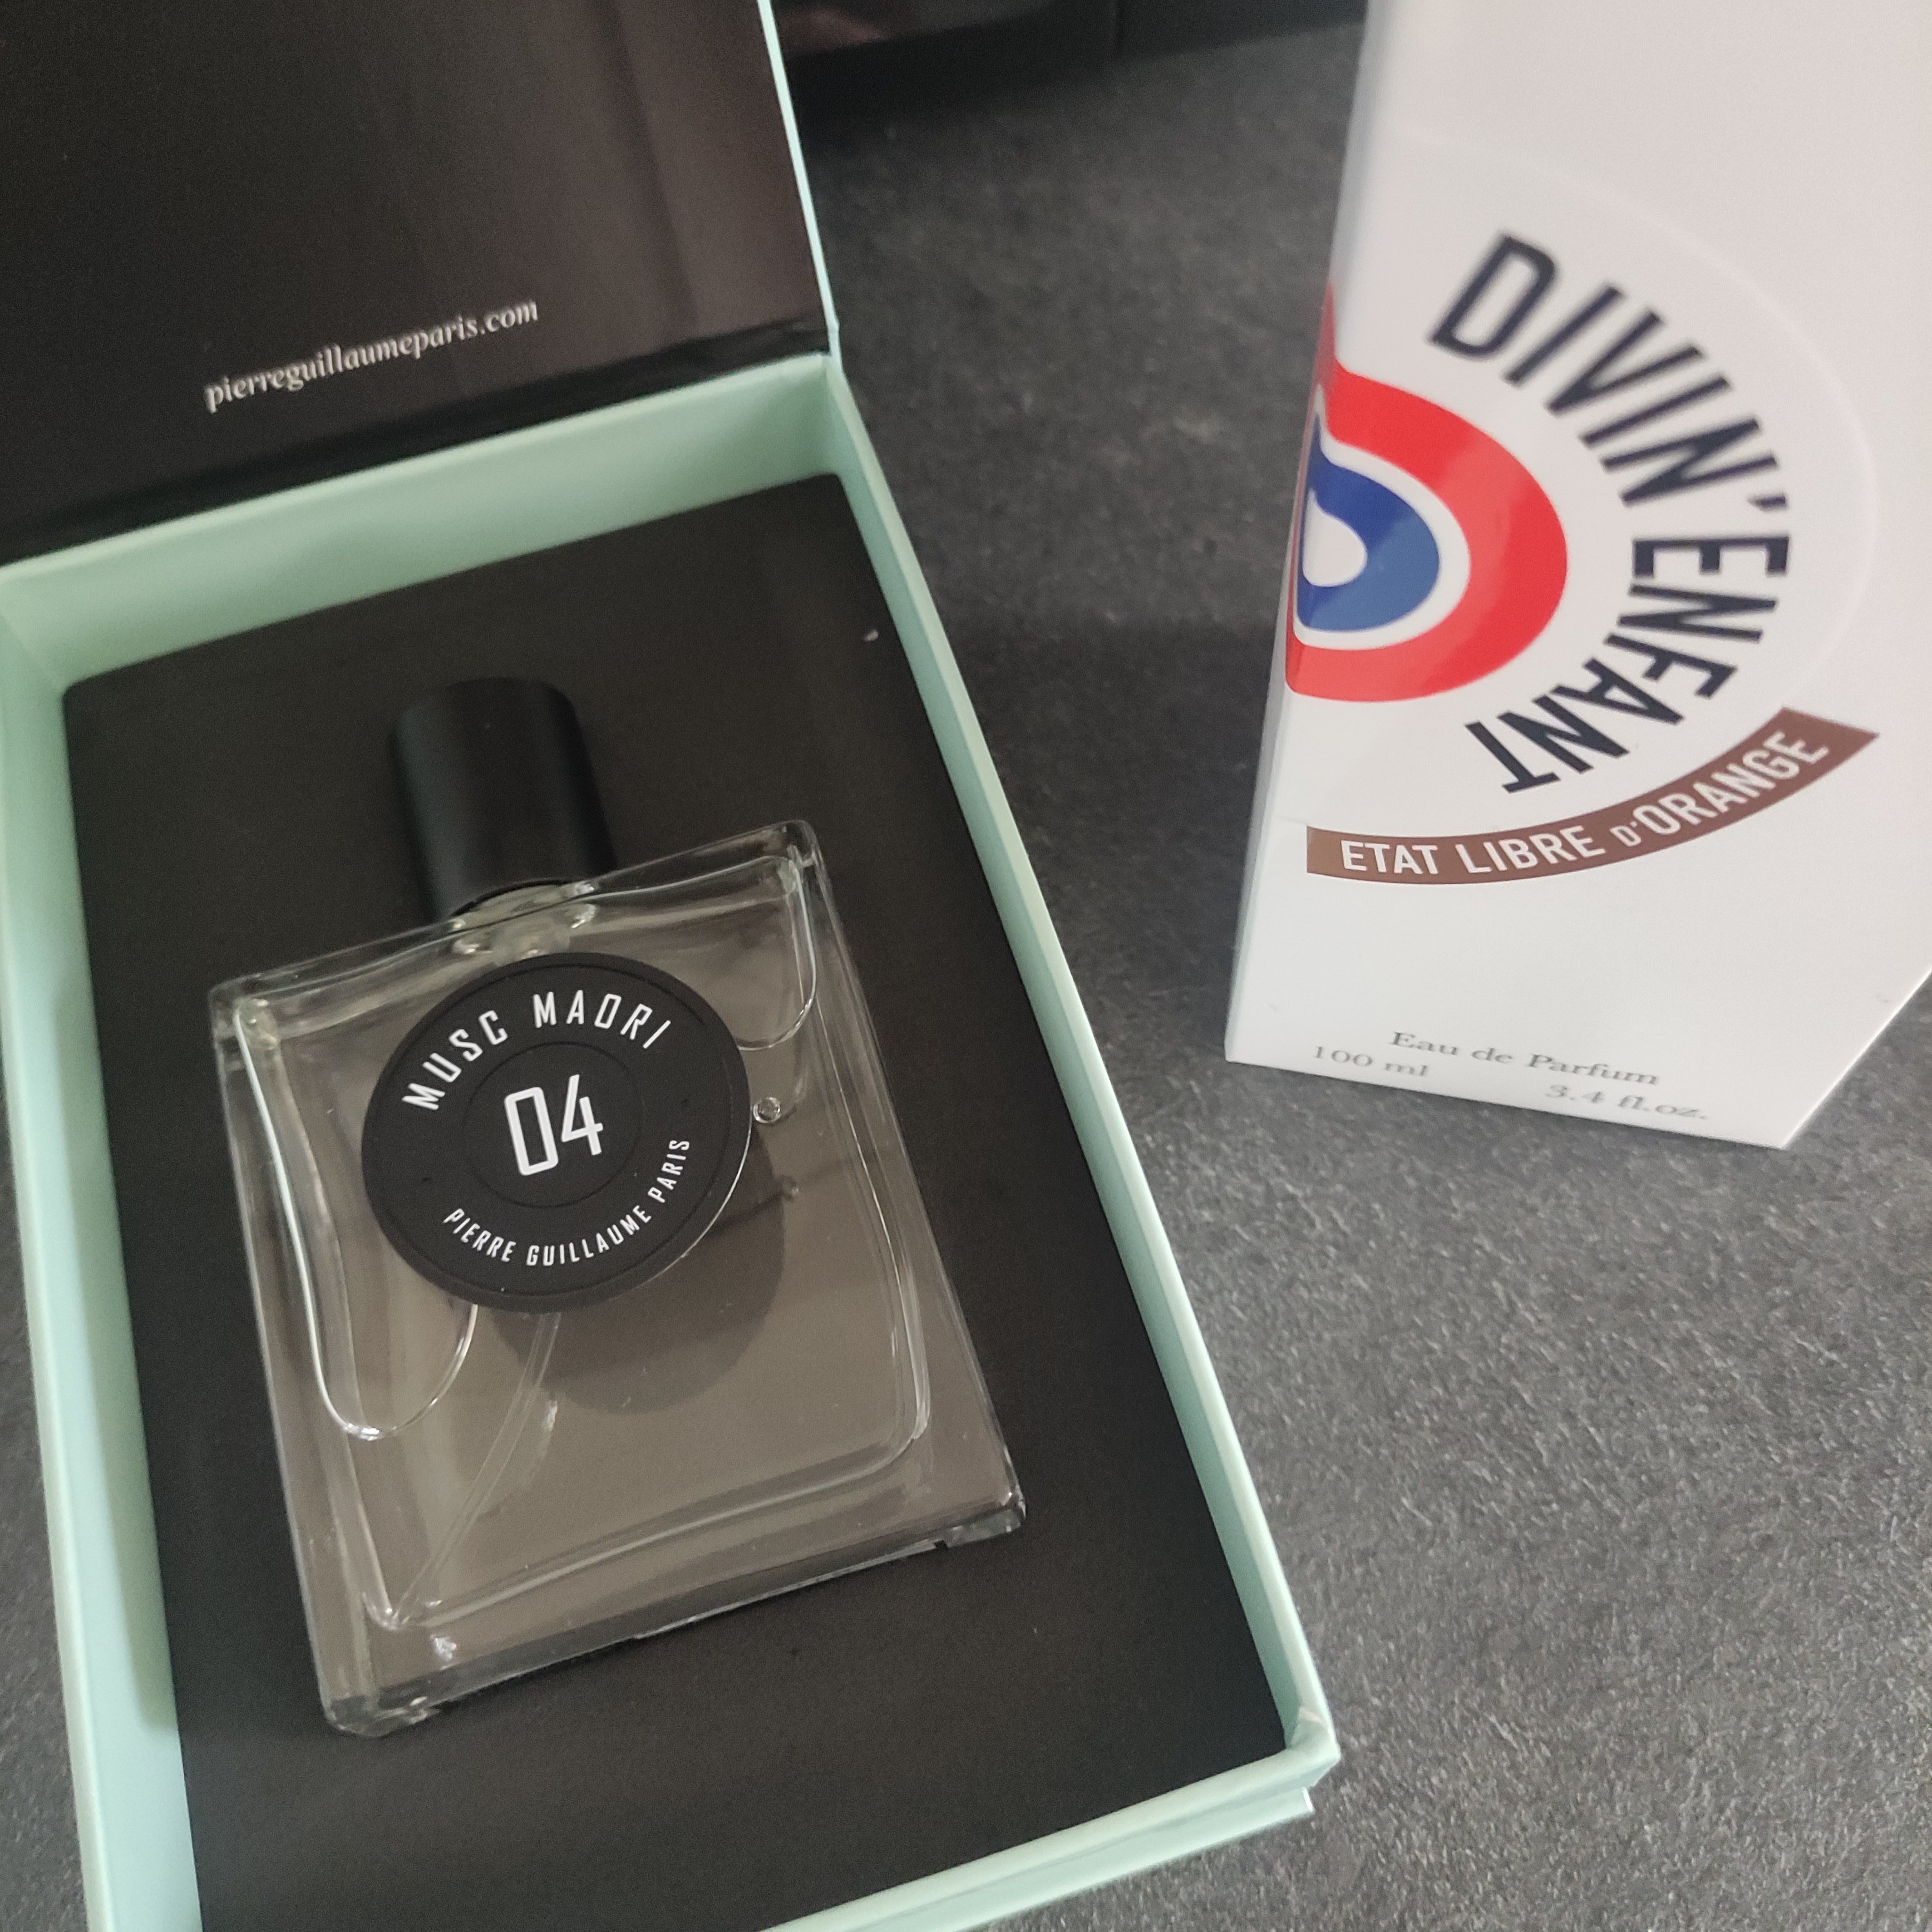 pierreguillaumeparis.com
MUSC MAORI
04
PIERRE GUILLAUME PARIS
DIVIN' ENFANT
ETAT LIBRE D'ORANGE
Eau de Parfum
100 ml 3.4 fl.oz.